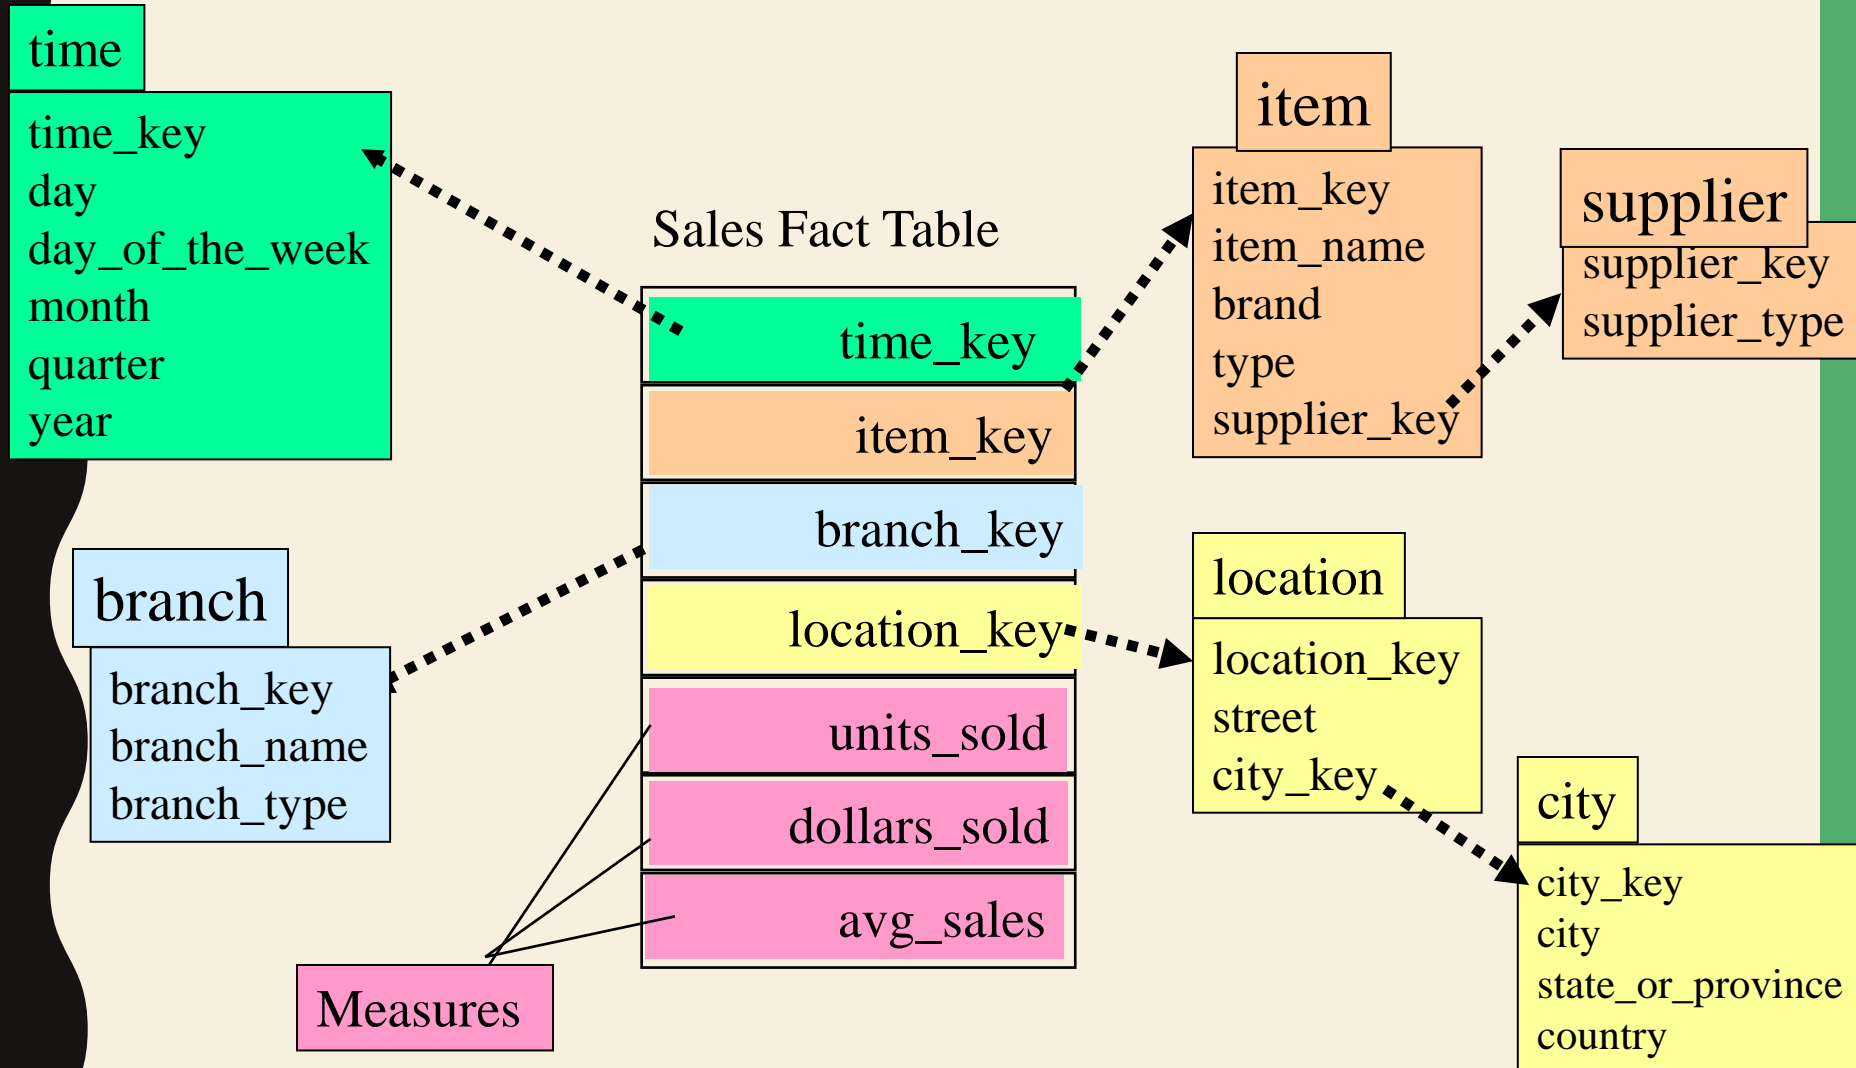 time
time_key
day
day_of_the_week
month
quarter
year
branch
branch_key
branch_name
branch_type
Sales Fact Table
time_key
item_key
branch_key
location_key
units_sold
dollars_sold
avg_sales
Measures
item
item_key
item_name
brand
type
supplier_key
supplier
supplier_key
supplier_type
location
location_key
street
city_key
city
city_key
city
state_or_province
country